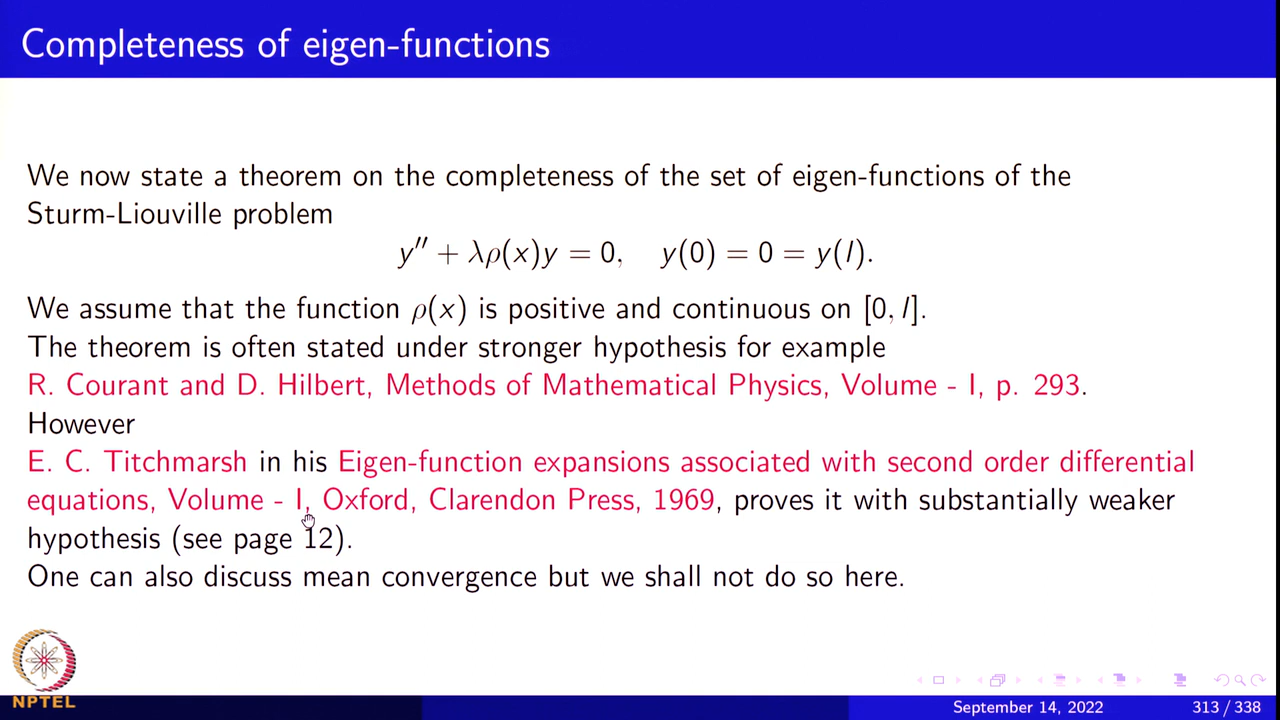 Completeness of eigen-functions
We now state a theorem on the completeness of the set of eigen-functions of the
Sturm-Liouville problem
y′′ + λρ(x)y = 0, y(0) = 0 = y(l).
We assume that the function ρ(x) is positive and continuous on [0, l].
The theorem is often stated under stronger hypothesis for example
R. Courant and D. Hilbert, Methods of Mathematical Physics, Volume - I, p. 293.
However
E. C. Titchmarsh in his Eigen-function expansions associated with second order differential
equations, Volume - I, Oxford, Clarendon Press, 1969, proves it with substantially weaker
hypothesis (see page 12).
One can also discuss mean convergence but we shall not do so here.
NPTEL
September 14, 2022 313 / 338